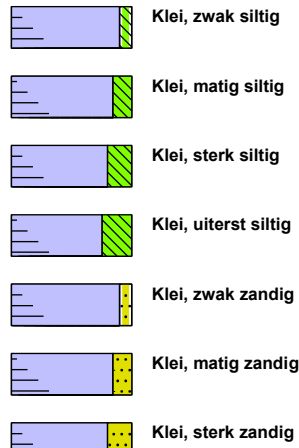 Klei, zwak siltig
Klei, matig siltig
Klei, sterk siltig
Klei, uiterst siltig
Klei, zwak zandig
Klei, matig zandig
Klei, sterk zandig